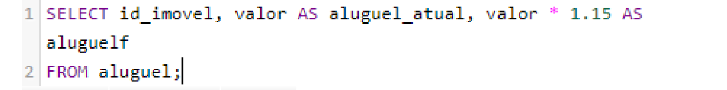 1 SELECT id_imovel, valor AS aluguel_atual, valor * 1.15 AS
aluguelf
2 FROM aluguel;